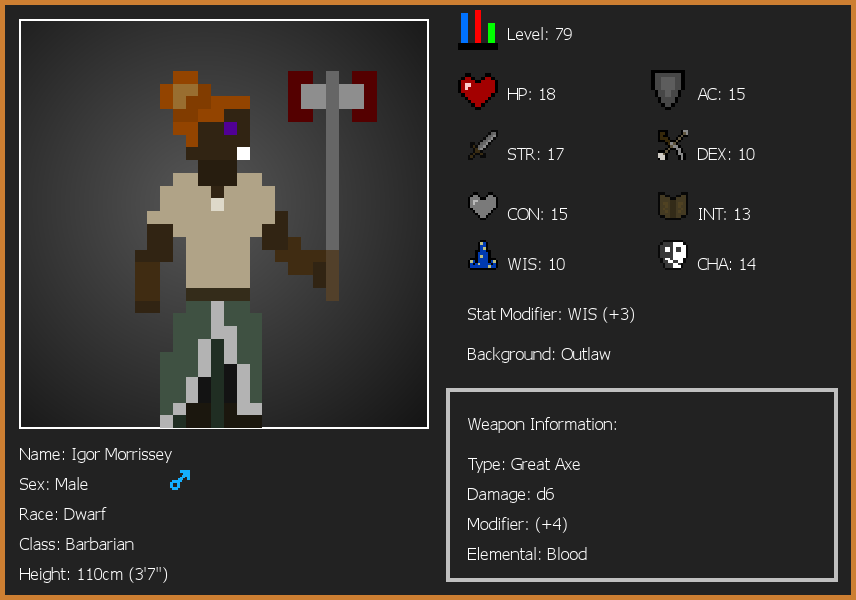 Level: 79
HP: 18
AC: 15
STR: 17
DEX: 10
CON: 15
INT: 13
WIS: 10
CHA: 14
Stat Modifier: WIS (+3)
Background: Outlaw
Weapon Information:
Type: Great Axe
Damage: d6
Modifier: (+4)
Elemental: Blood
Name: Igor Morrissey
Sex: Male
Race: Dwarf
Class: Barbarian
Height: 110cm (3'7")